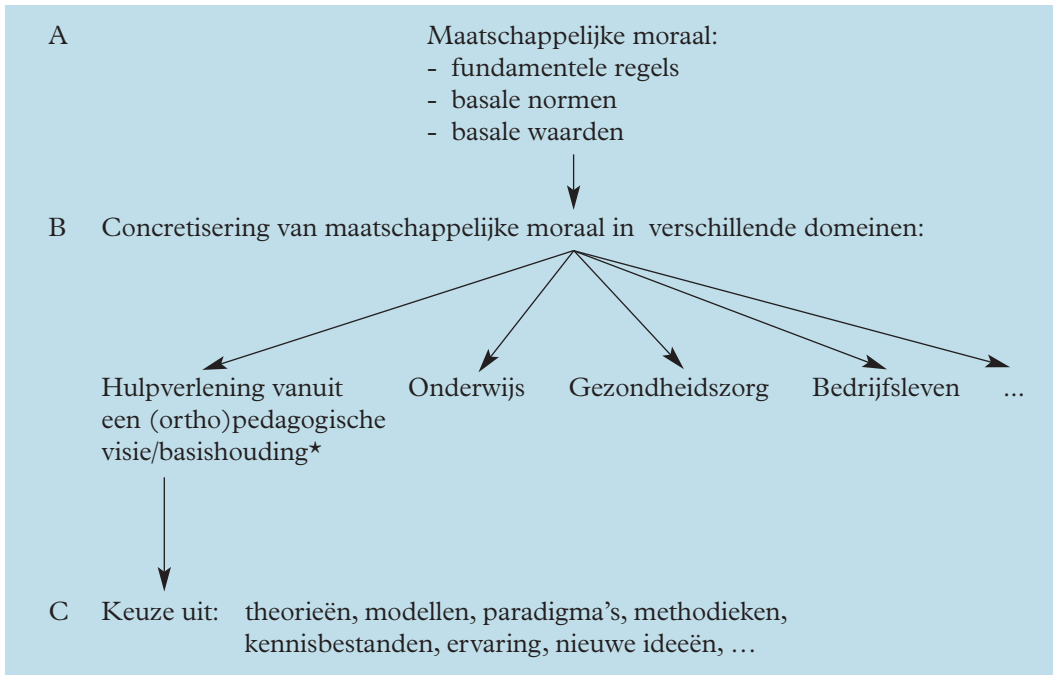 A Maatschappelijke moraal:
- fundamentele regels
- basale normen
- basale waarden
B Concretisering van maatschappelijke moraal in verschillende domeinen:
Hulpverlening vanuit
een (ortho)pedagogische
visie/basishouding★
Onderwijs
Gezondheidszorg
Bedrijfsleven
...
C Keuze uit: theorieën, modellen, paradigma’s, methodieken,
kennisbestanden, ervaring, nieuwe ideeën, …